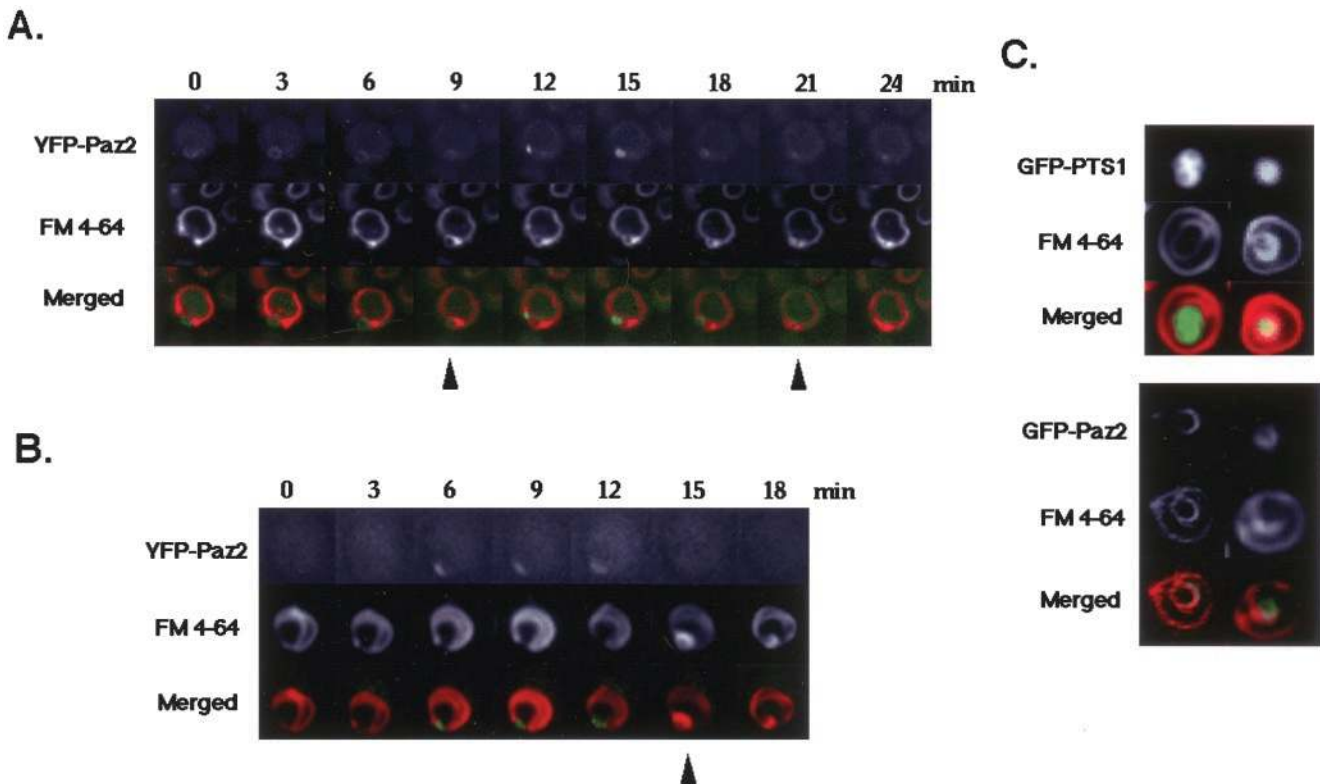 A.
0 3 6 9 12 15 18 21 24 min
YFP-Paz2
FM 4-64
Merged
B.
0 3 6 9 12 15 18 min
YFP-Paz2
FM 4-64
Merged
C.
GFP-PTS1
FM 4-64
Merged
GFP-Paz2
FM 4-64
Merged